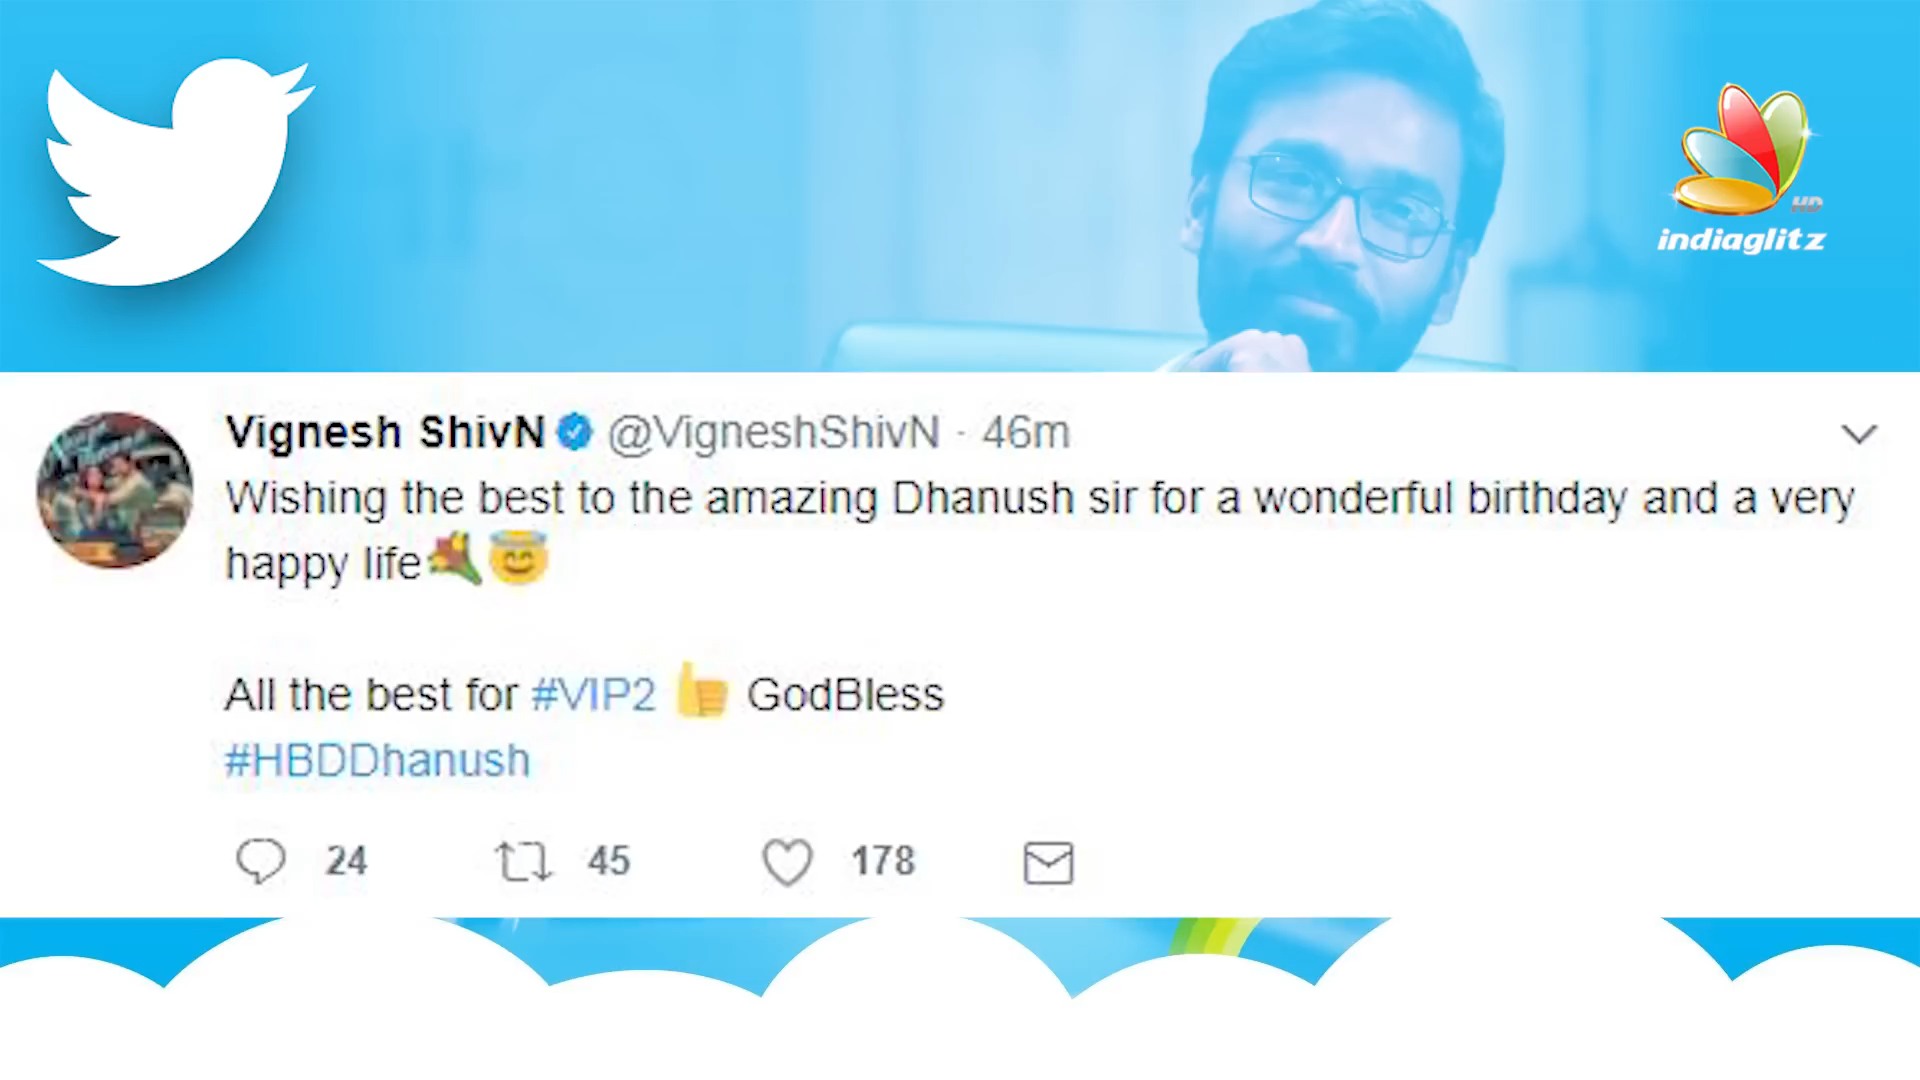 HD
indiaglitz
Vignesh ShivN @VigneshShivN · 46m
Wishing the best to the amazing Dhanush sir for a wonderful birthday and a very
happy life💐😇
All the best for #VIP2 👍 GodBless
#HBDDhanush
24 45 178